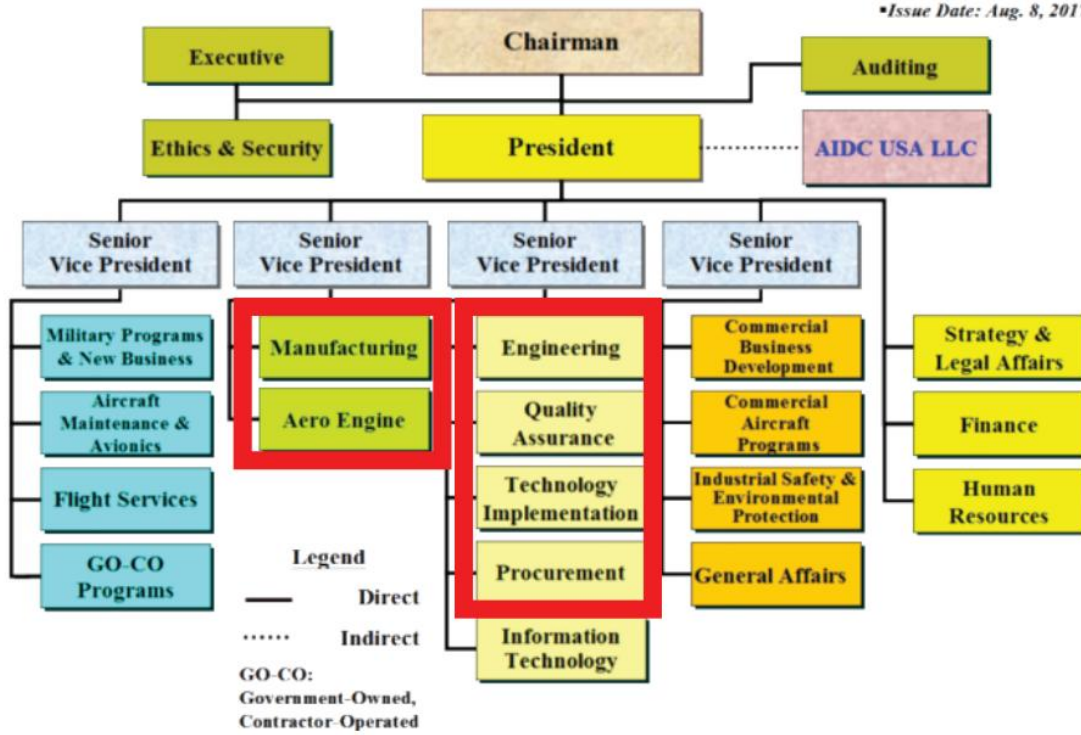 ▪Issue Date: Aug. 8, 201
Chairman
Executive
Auditing
Ethics & Security
President
AIDC USA LLC
Senior
Vice President
Senior
Vice President
Senior
Vice President
Senior
Vice President
Military Programs
& New Business
Aircraft
Maintenance &
Avionics
Flight Services
GO-CO
Programs
Manufacturing
Aero Engine
Engineering
Quality
Assurance
Technology
Implementation
Procurement
Information
Technology
Commercial
Business
Development
Commercial
Aircraft
Programs
Industrial Safety &
Environmental
Protection
General Affairs
Strategy &
Legal Affairs
Finance
Human
Resources
Legend
Direct
Indirect
GO-CO:
Government-Owned,
Contractor-Operated